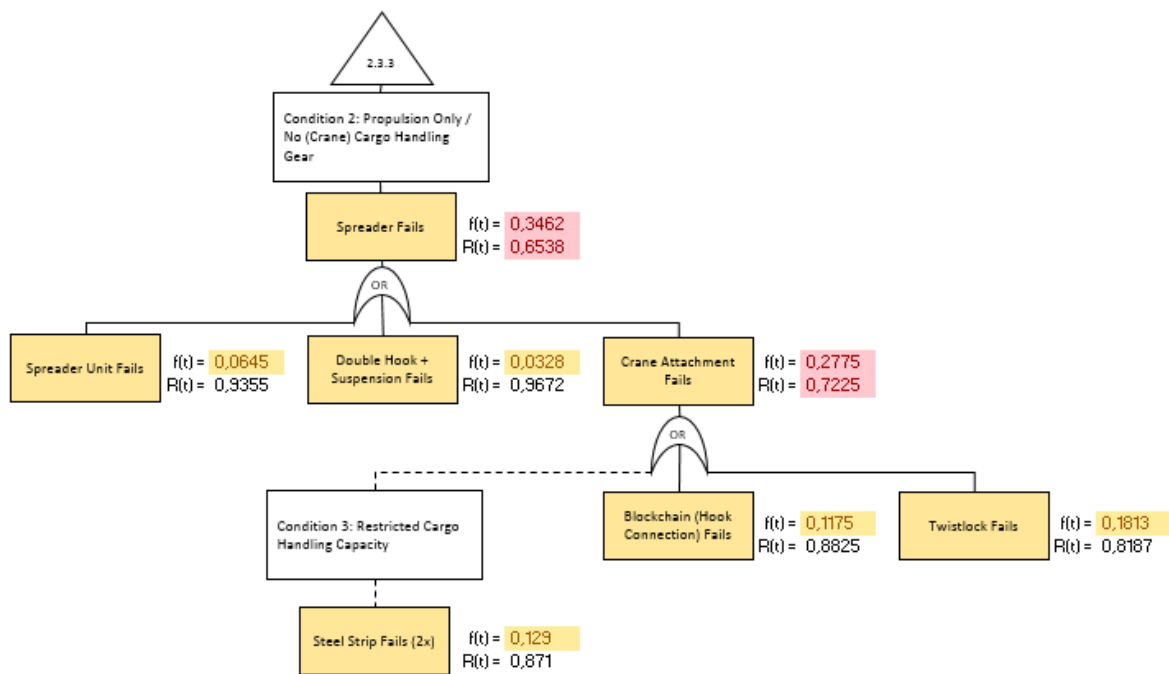 2.3.3
Condition 2: Propulsion Only /
No (Crane) Cargo Handling
Gear
Spreader Fails
f(t) = 0,3462
R(t) = 0,6538
OR
Spreader Unit Fails
f(t) = 0,0645
R(t) = 0,9355
Double Hook +
Suspension Fails
f(t) = 0,0328
R(t) = 0,9672
Crane Attachment
Fails
f(t) = 0,2775
R(t) = 0,7225
OR
Condition 3: Restricted Cargo
Handling Capacity
Blockchain (Hook
Connection) Fails
f(t) = 0,1175
R(t) = 0,8825
Twistlock Fails
f(t) = 0,1813
R(t) = 0,8187
Steel Strip Fails (2x)
f(t) = 0,129
R(t) = 0,871